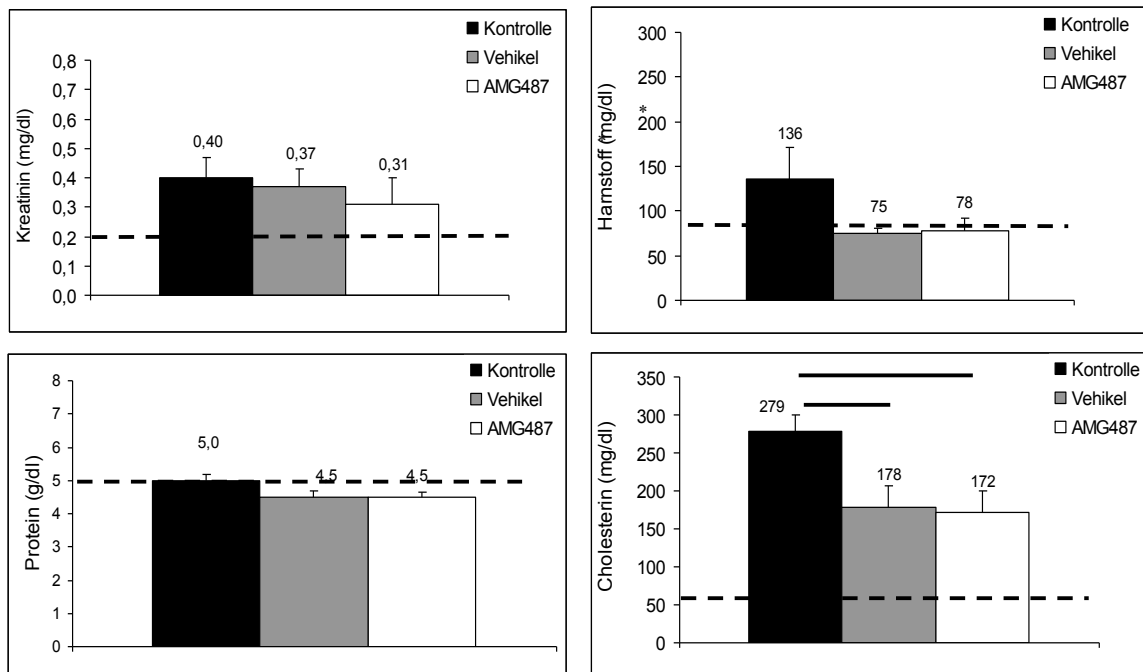 Kontrolle
Vehikel
AMG487
Kreatinin (mg/dl)
0,8
0,7
0,6
0,5
0,4
0,3
0,2
0,1
0,0
0,40
0,37
0,31
Kontrolle
Vehikel
AMG487
Harnstoff (mg/dl)
*
*
300
250
200
150
100
50
0
136
75
78
Kontrolle
Vehikel
AMG487
Protein (g/dl)
8
7
6
5
4
3
2
1
0
5,0
4,5
4,5
Kontrolle
Vehikel
AMG487
Cholesterin (mg/dl)
350
300
250
200
150
100
50
0
279
178
172